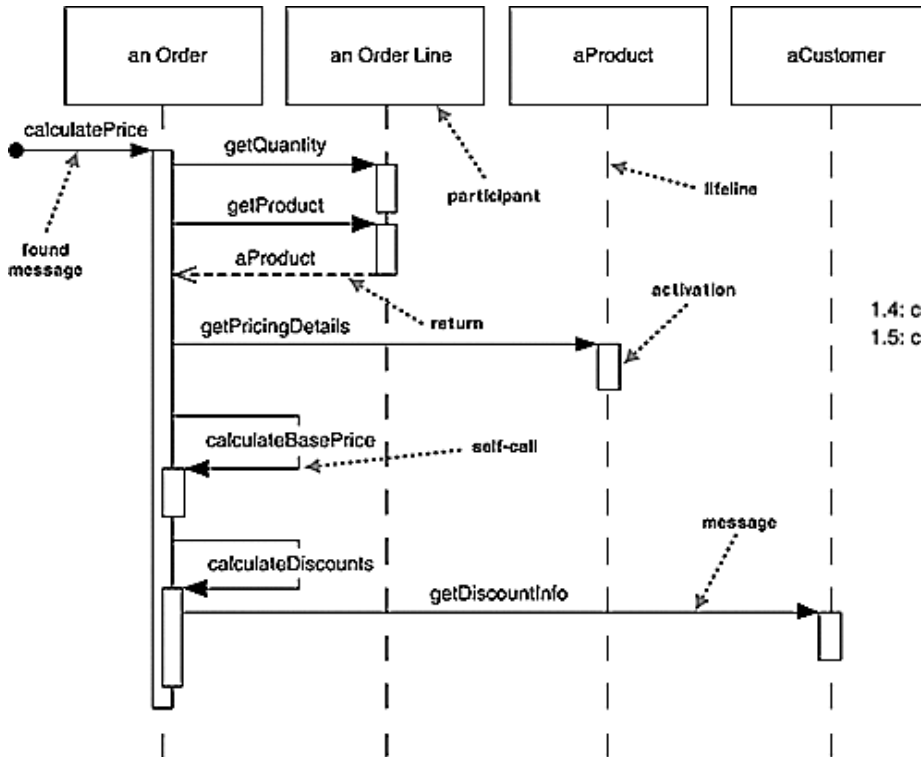 an Order
an Order Line
aProduct
aCustomer
calculatePrice
getQuantity
participant
lifeline
getProduct
found
message
aProduct
return
activation
getPricingDetails
1.4: c
1.5: c
calculateBasePrice
self-call
message
calculateDiscounts
getDiscountInfo